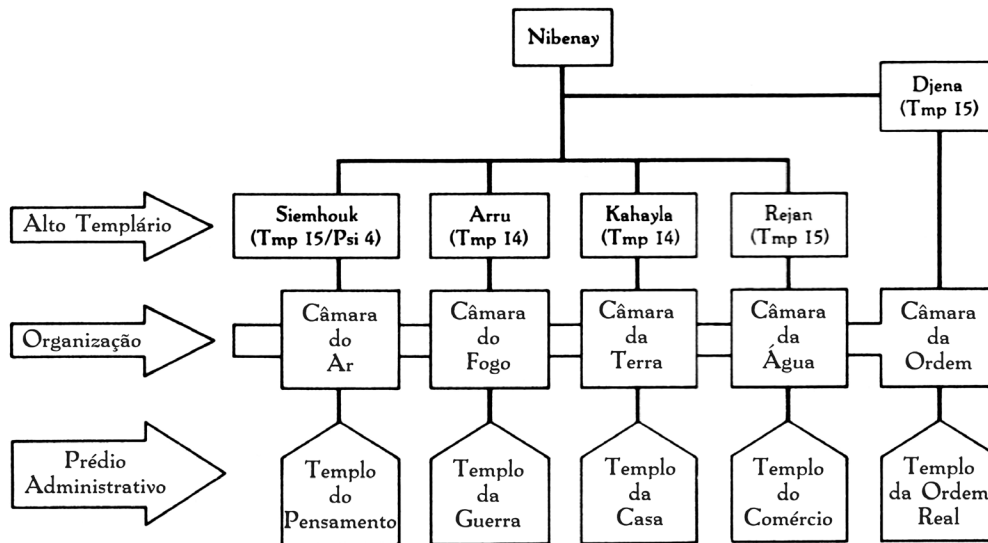 Nibenay
Djena
(Tmp 15)
Alto Templário
Siemhouk
(Tmp 15/Psi 4)
Arru
(Tmp 14)
Kahayla
(Tmp 14)
Rejan
(Tmp 15)
Organização
Câmara
do
Ar
Câmara
do
Fogo
Câmara
da
Terra
Câmara
da
Água
Câmara
da
Ordem
Prédio
Administrativo
Templo
do
Pensamento
Templo
da
Guerra
Templo
da
Casa
Templo
do
Comércio
Templo
da Ordem
Real